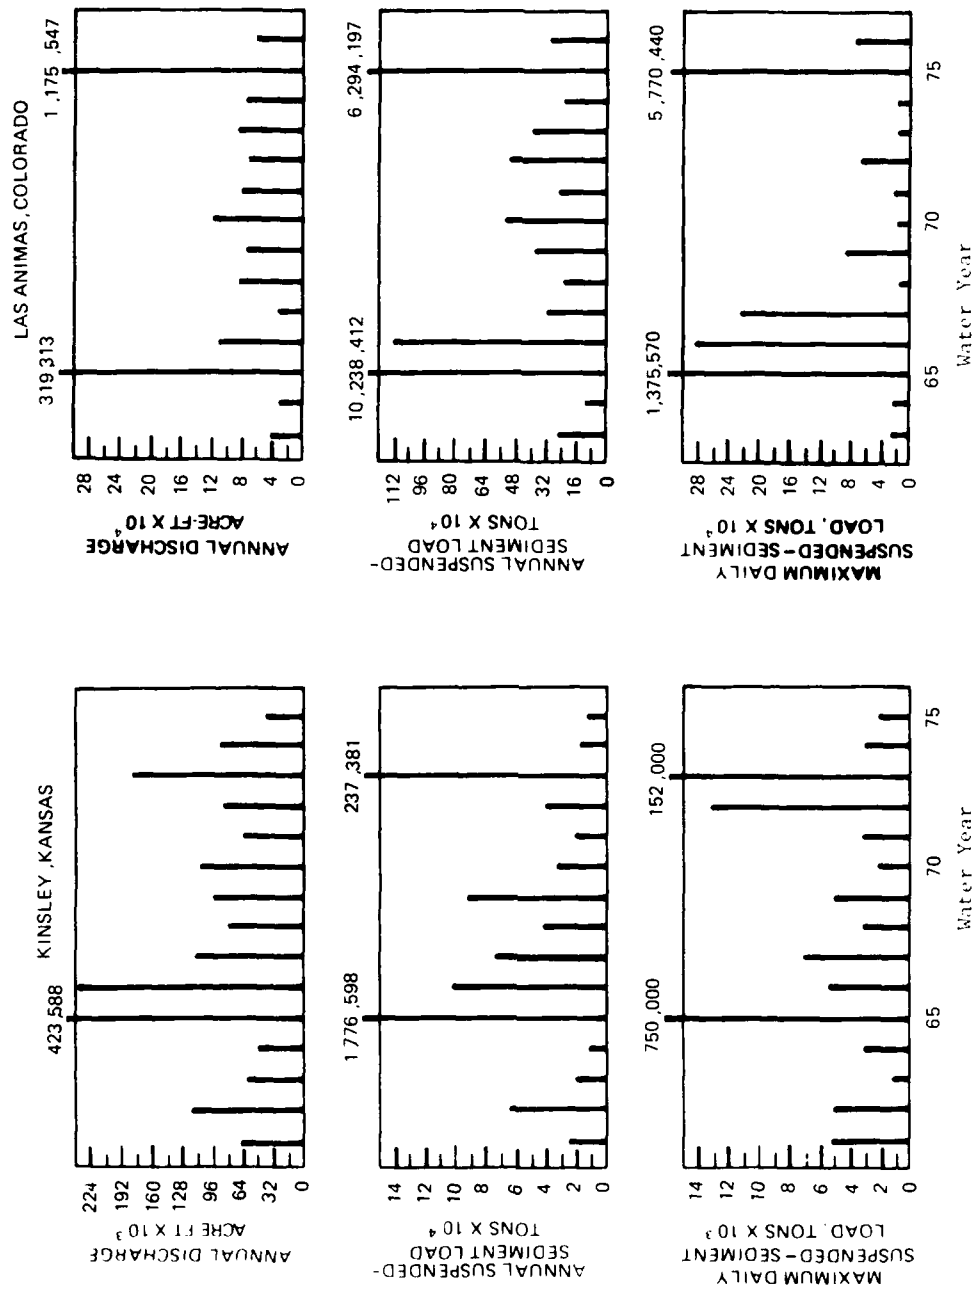 KINSLEY, KANSAS
423,588
224
192
160
128
96
64
32
0
ANNUAL DISCHARGE
ACRE FT X 10³
1 776 ,598
237 ,381
14
12
10
8
6
4
2
0
ANNUAL SUSPENDED-
SEDIMENT LOAD
TONS X 10⁴
750 ,000
152 ,000
14
12
10
8
6
4
2
0
MAXIMUM DAILY
SUSPENDED-SEDIMENT
LOAD, TONS X 10³
65
70
75
Water Year
LAS ANIMAS, COLORADO
319,313
1 ,175 ,547
28
24
20
16
12
8
4
0
ANNUAL DISCHARGE
ACRE-FT X 10⁴
10 ,238 ,412
6 ,294 ,197
112
96
80
64
48
32
16
0
ANNUAL SUSPENDED-
SEDIMENT LOAD
TONS X 10⁴
1,375,570
5 ,770 ,440
28
24
20
16
12
8
4
0
MAXIMUM DAILY
SUSPENDED-SEDIMENT
LOAD, TONS X 10⁴
65
70
75
Water Year